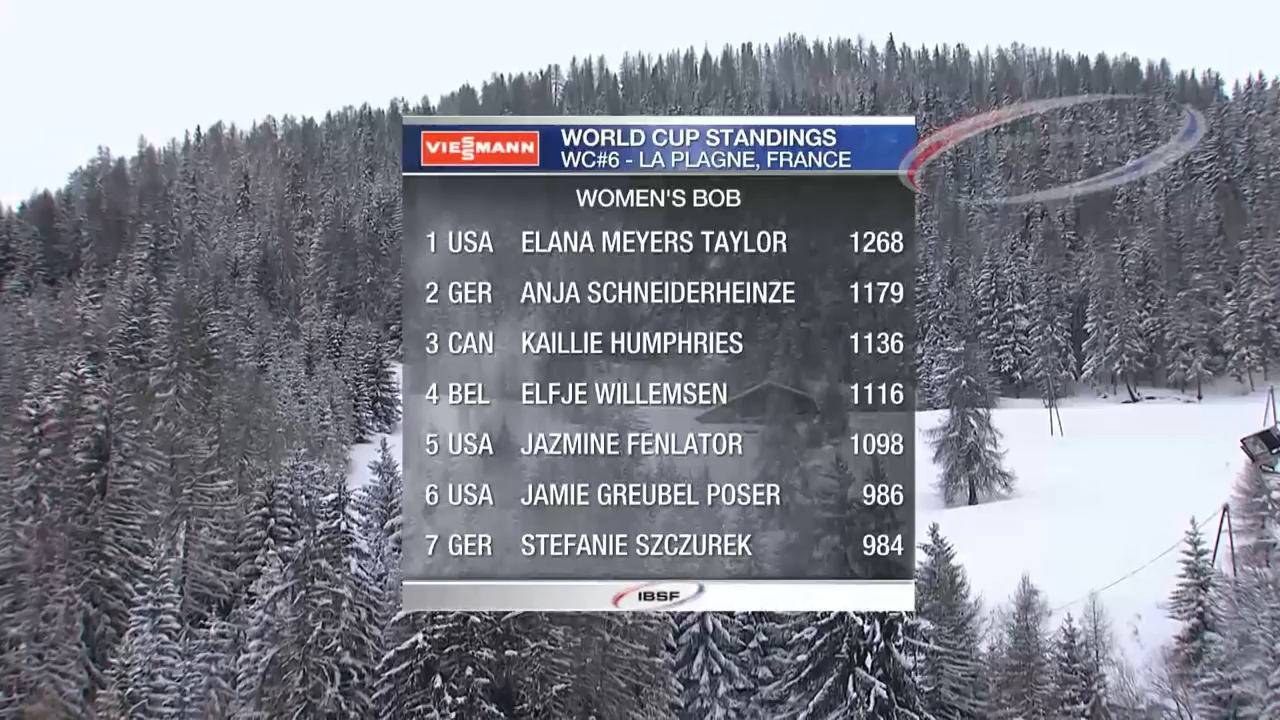 VIESSMANN
WORLD CUP STANDINGS
WC#6 - LA PLAGNE, FRANCE
WOMEN'S BOB
1 USA ELANA MEYERS TAYLOR 1268
2 GER ANJA SCHNEIDERHEINZE 1179
3 CAN KAILLIE HUMPHRIES 1136
4 BEL ELFJE WILLEMSEN 1116
5 USA JAZMINE FENLATOR 1098
6 USA JAMIE GREUBEL POSER 986
7 GER STEFANIE SZCZUREK 984
IBSF